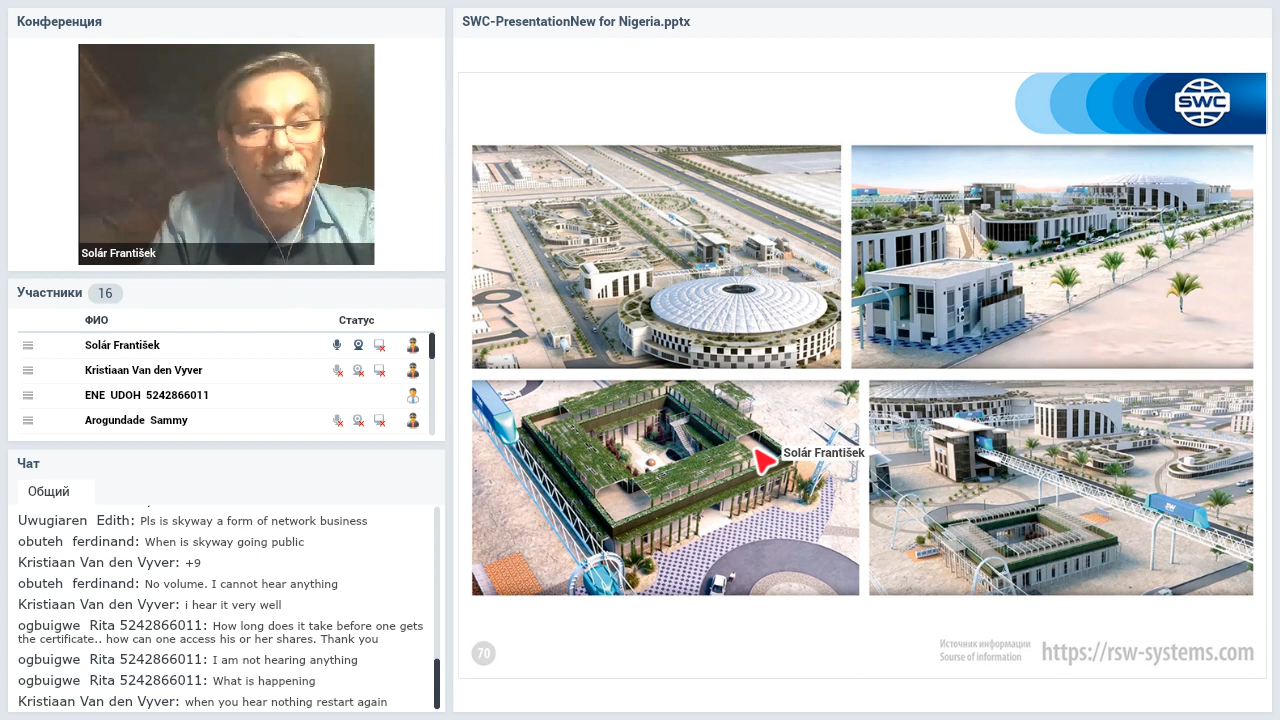 Конференция
Solár František
Участники 16
ФИО Статус
Solár František
Kristiaan Van den Vyver
ENE UDOH 5242866011
Arogundade Sammy
Чат
Общий
Uwugiaren Edith: Pls is skyway a form of network business
obuteh ferdinand: When is skyway going public
Kristiaan Van den Vyver: +9
obuteh ferdinand: No volume. I cannot hear anything
Kristiaan Van den Vyver: i hear it very well
ogbuigwe Rita 5242866011: How long does it take before one gets
the certificate.. how can one access his or her shares. Thank you
ogbuigwe Rita 5242866011: I am not hearing anything
ogbuigwe Rita 5242866011: What is happening
Kristiaan Van den Vyver: when you hear nothing restart again
SWC-PresentationNew for Nigeria.pptx
SWC
Solár František
70
Источник информации
Sourse of information
https://rsw-systems.com